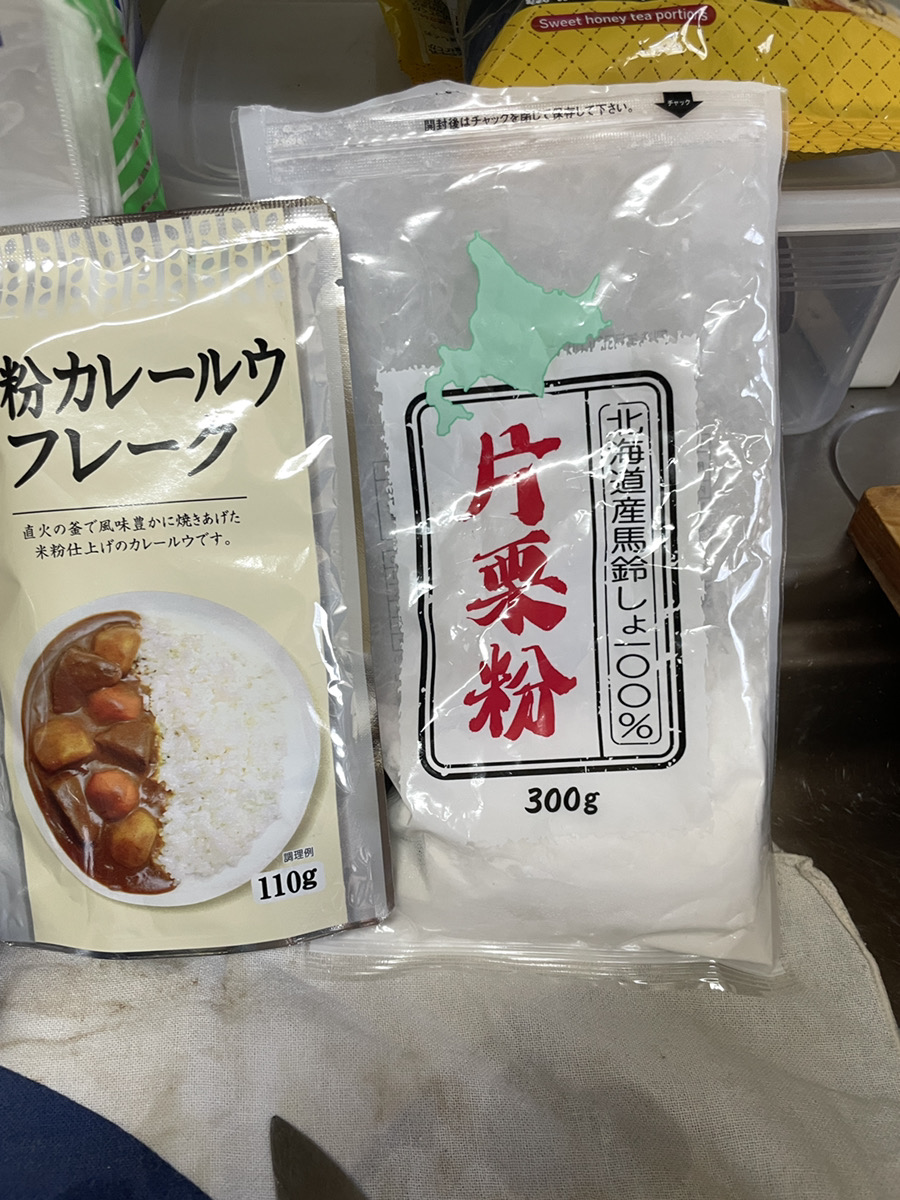 Sweet honey tea portions
開封後はチャックを閉じて保存して下さい。
チャック
粉カレールウ
フレーク
直火の釜で風味豊かに焼きあげた
米粉仕上げのカレールウです。
調理例
110g
北海道産馬鈴しょ一〇〇%
片栗粉
300g